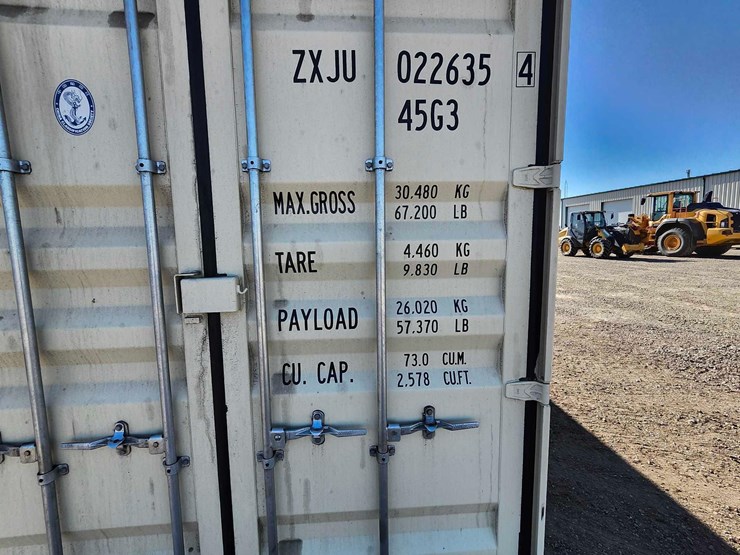 ZXJU 022635 4
45G3
MAX.GROSS 30.480 KG
67.200 LB
TARE 4.460 KG
9.830 LB
PAYLOAD 26.020 KG
57.370 LB
CU. CAP. 73.0 CU.M.
2.578 CU.FT.